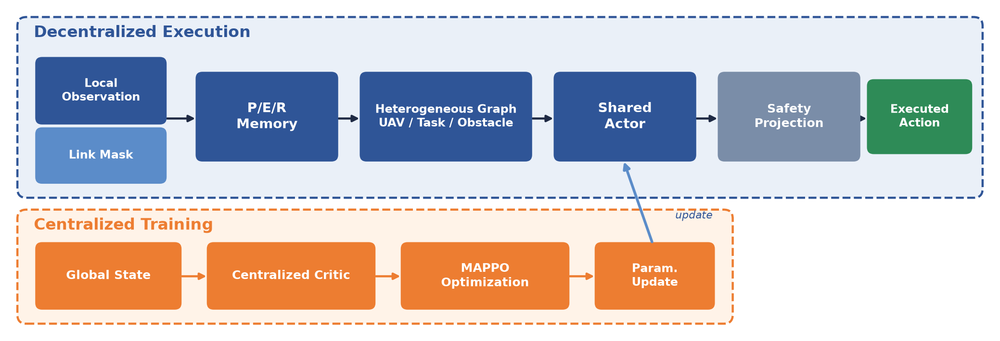 Decentralized Execution
Local
Observation
Link Mask
P/E/R
Memory
Heterogeneous Graph
UAV / Task / Obstacle
Shared
Actor
Safety
Projection
Executed
Action
update
Centralized Training
Global State
Centralized Critic
MAPPO
Optimization
Param.
Update